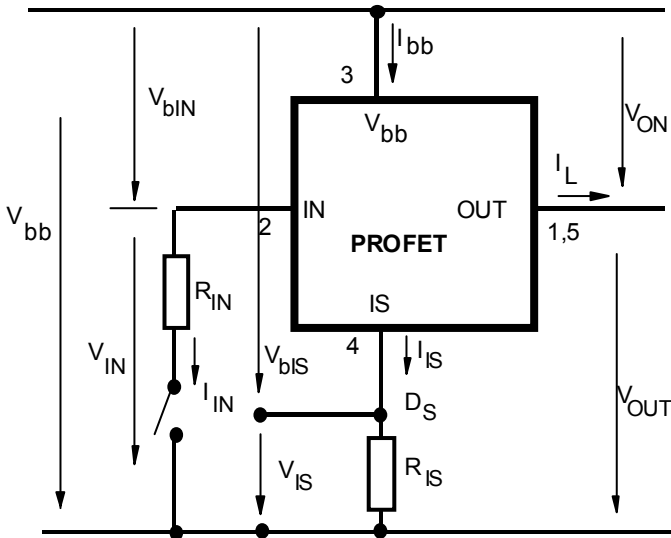 I bb
3
V bIN
V bb
V ON
I L
V bb
IN
OUT
2
1,5
PROFET
R IN
IS
4
V bIS
I IS
V IN
I IN
D S
V OUT
V IS
R IS